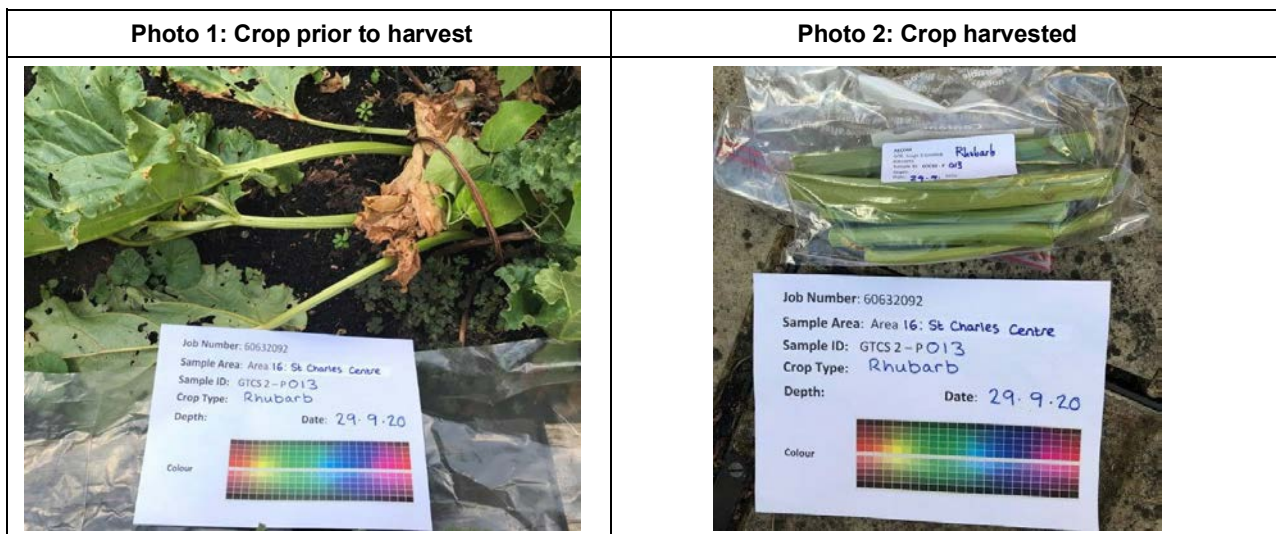 Photo 1: Crop prior to harvest
Photo 2: Crop harvested
Job Number: 60632092
Sample Area: Area 16: St Charles Centre
Sample ID: GTCS 2 - P013
Crop Type: Rhubarb
Depth: Date: 29.9.20
Colour
Rhubarb
013
29.9.
Job Number: 60632092
Sample Area: Area 16: St Charles Centre
Sample ID: GTCS 2 - P013
Crop Type: Rhubarb
Depth: Date: 29.9.20
Colour